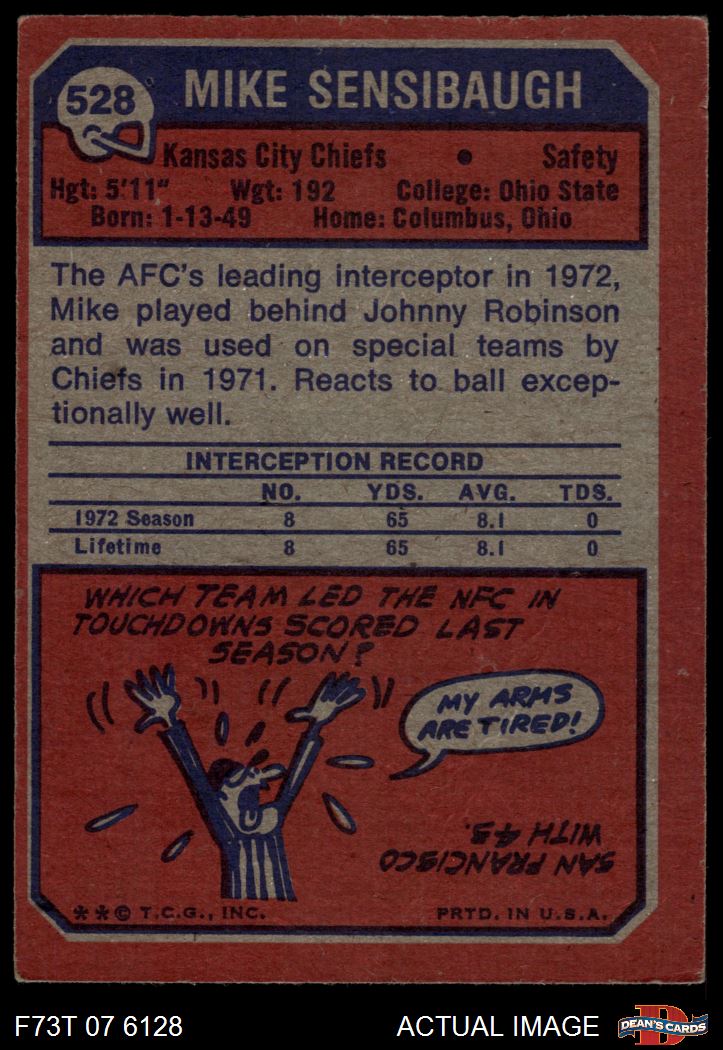 528
MIKE SENSIBAUGH
Kansas City Chiefs • Safety
Hgt: 5'11" Wgt: 192 College: Ohio State
Born: 1-13-49 Home: Columbus, Ohio
The AFC's leading interceptor in 1972,
Mike played behind Johnny Robinson
and was used on special teams by
Chiefs in 1971. Reacts to ball excep-
tionally well.
INTERCEPTION RECORD
NO. YDS. AVG. TDS.
1972 Season 8 65 8.1 0
Lifetime 8 65 8.1 0
WHICH TEAM LED THE NFC IN
TOUCHDOWNS SCORED LAST
SEASON?
MY ARMS
ARE TIRED!
SAN FRANCISCO
WITH 45.
**© T.C.G., INC. PRTD. IN U.S.A.
F73T 07 6128 ACTUAL IMAGE
D
DEAN'S CARDS